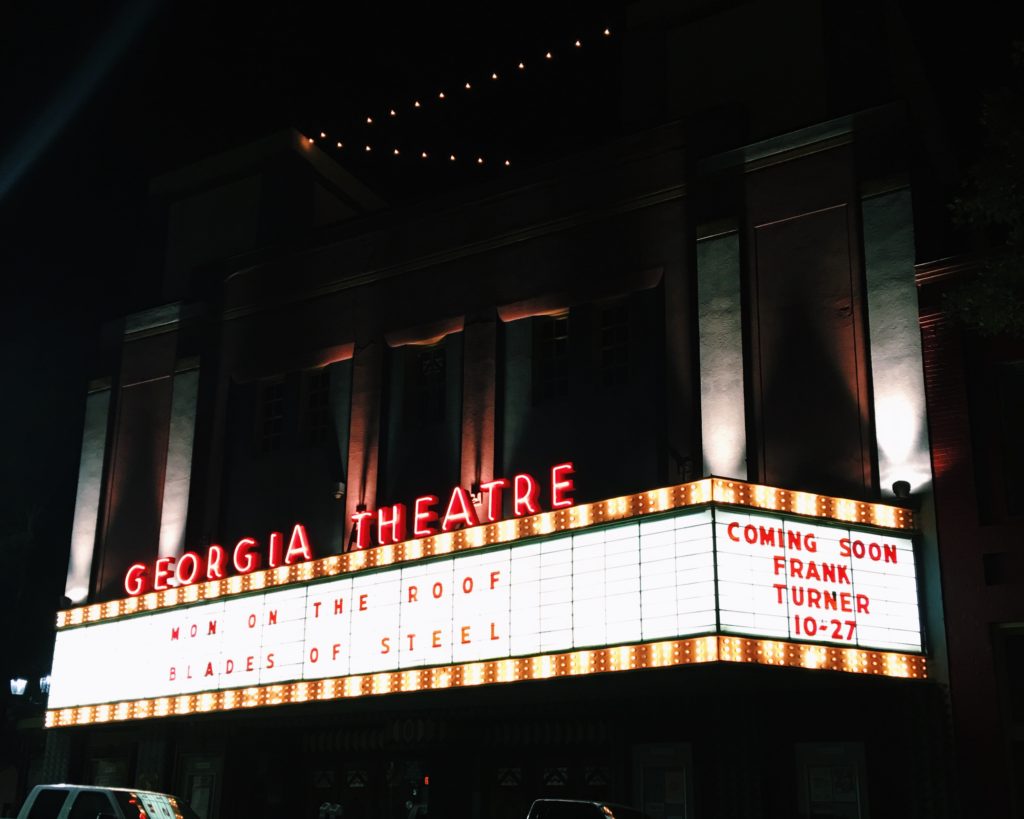 GEORGIA THEATRE
MON ON THE ROOF
BLADES OF STEEL
COMING SOON
FRANK
TURNER
10-27